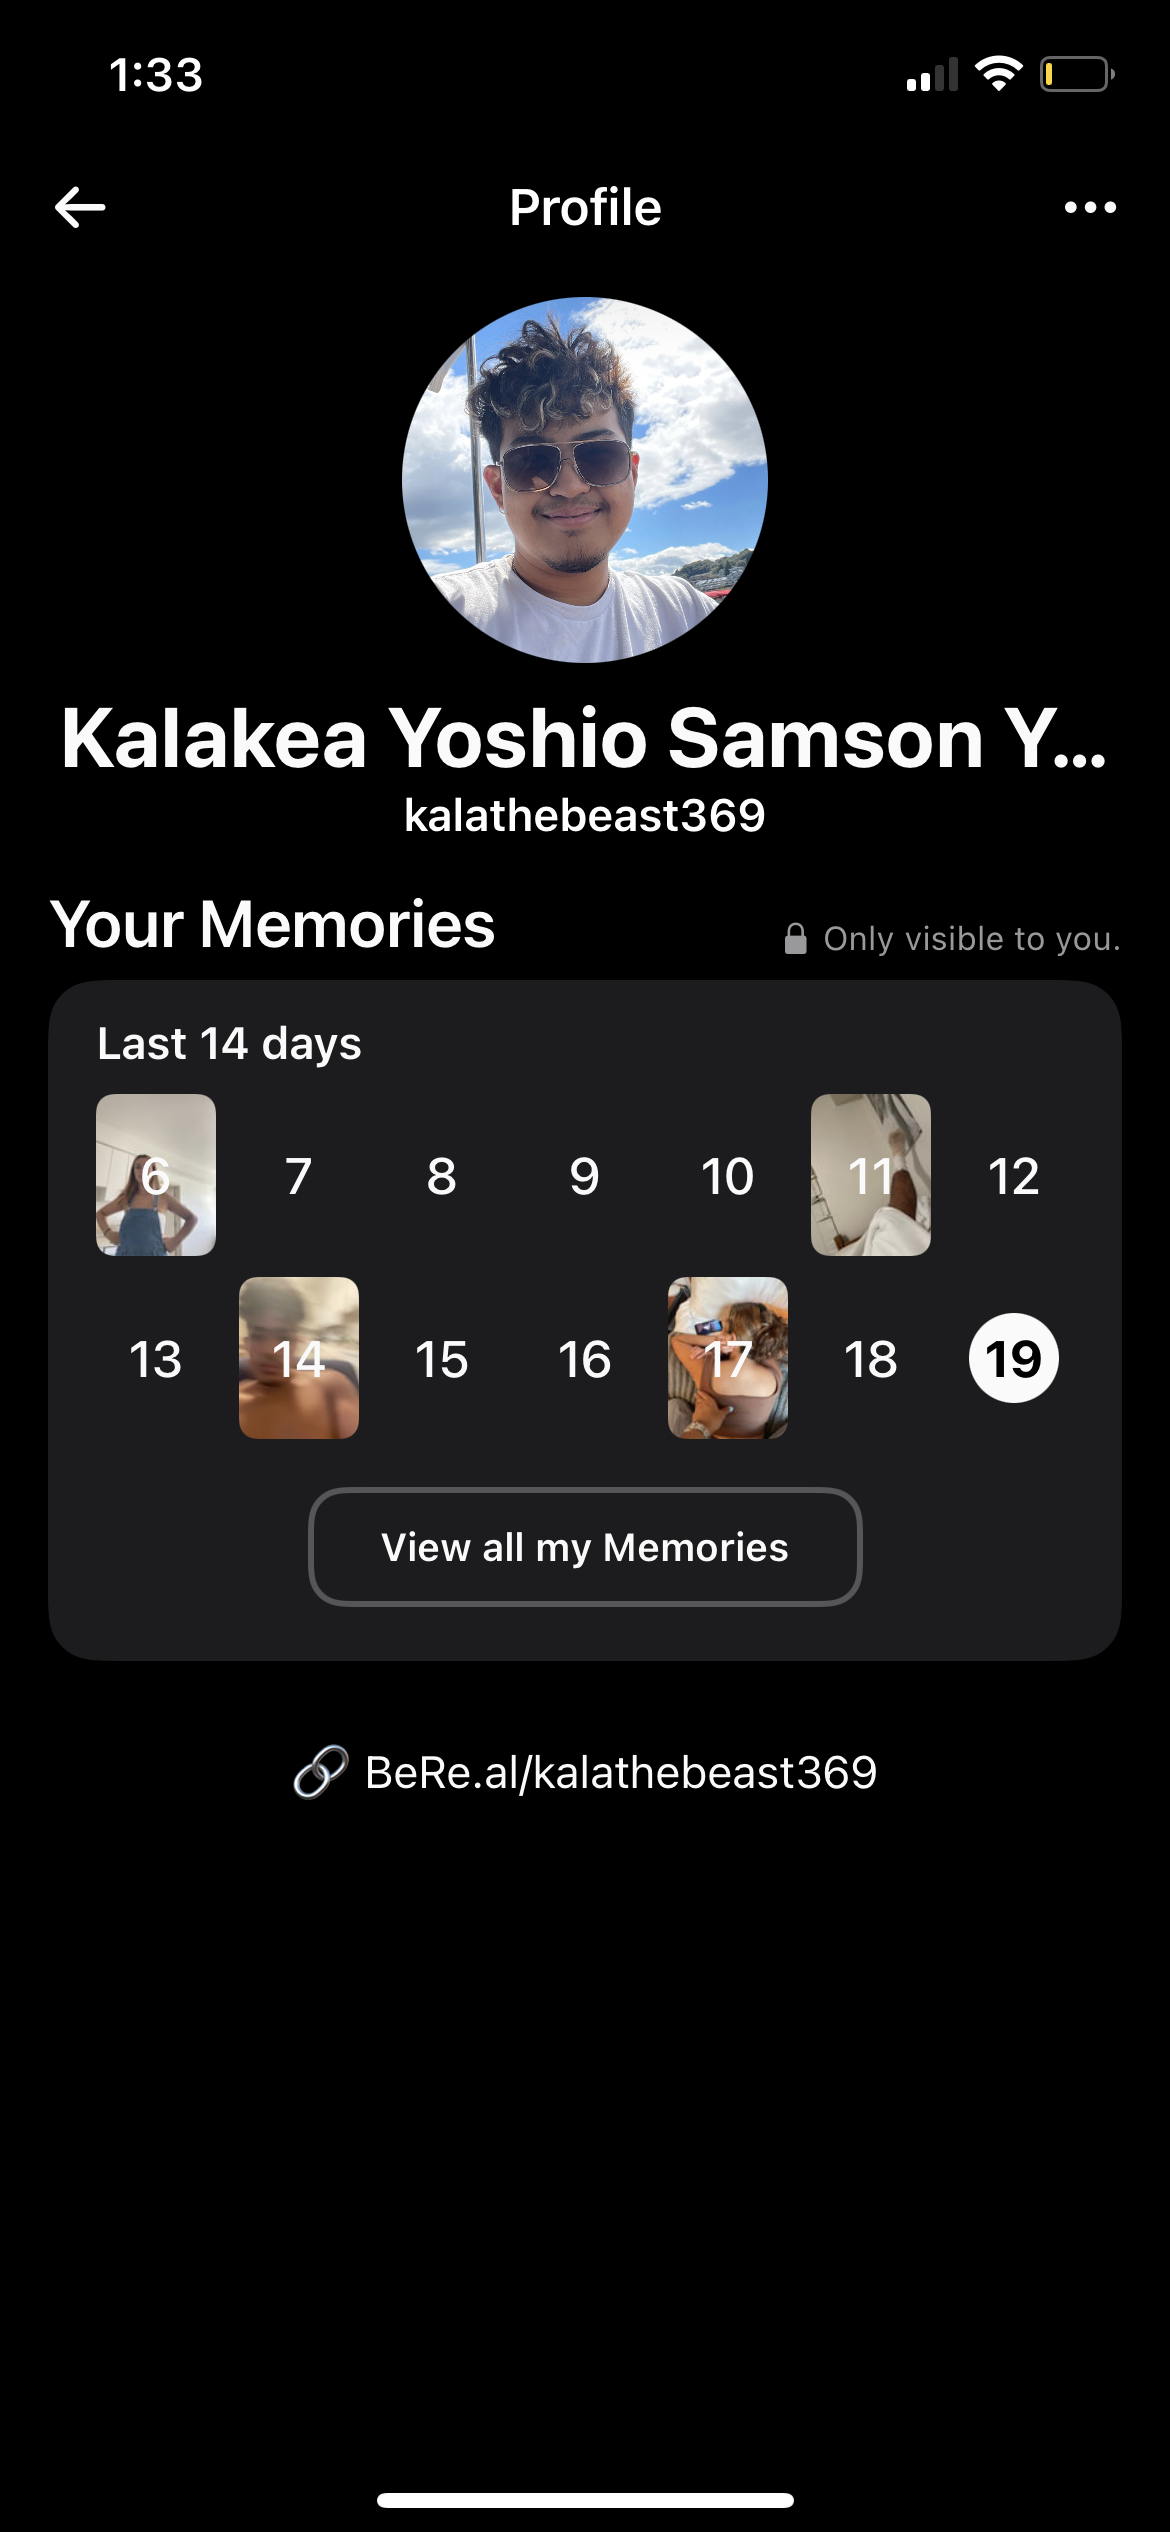 1:33
Profile
Kalakea Yoshio Samson Y...
kalathebeast369
Your Memories
Only visible to you.
Last 14 days
6 7 8 9 10 11 12
13 14 15 16 17 18 19
View all my Memories
BeRe.al/kalathebeast369